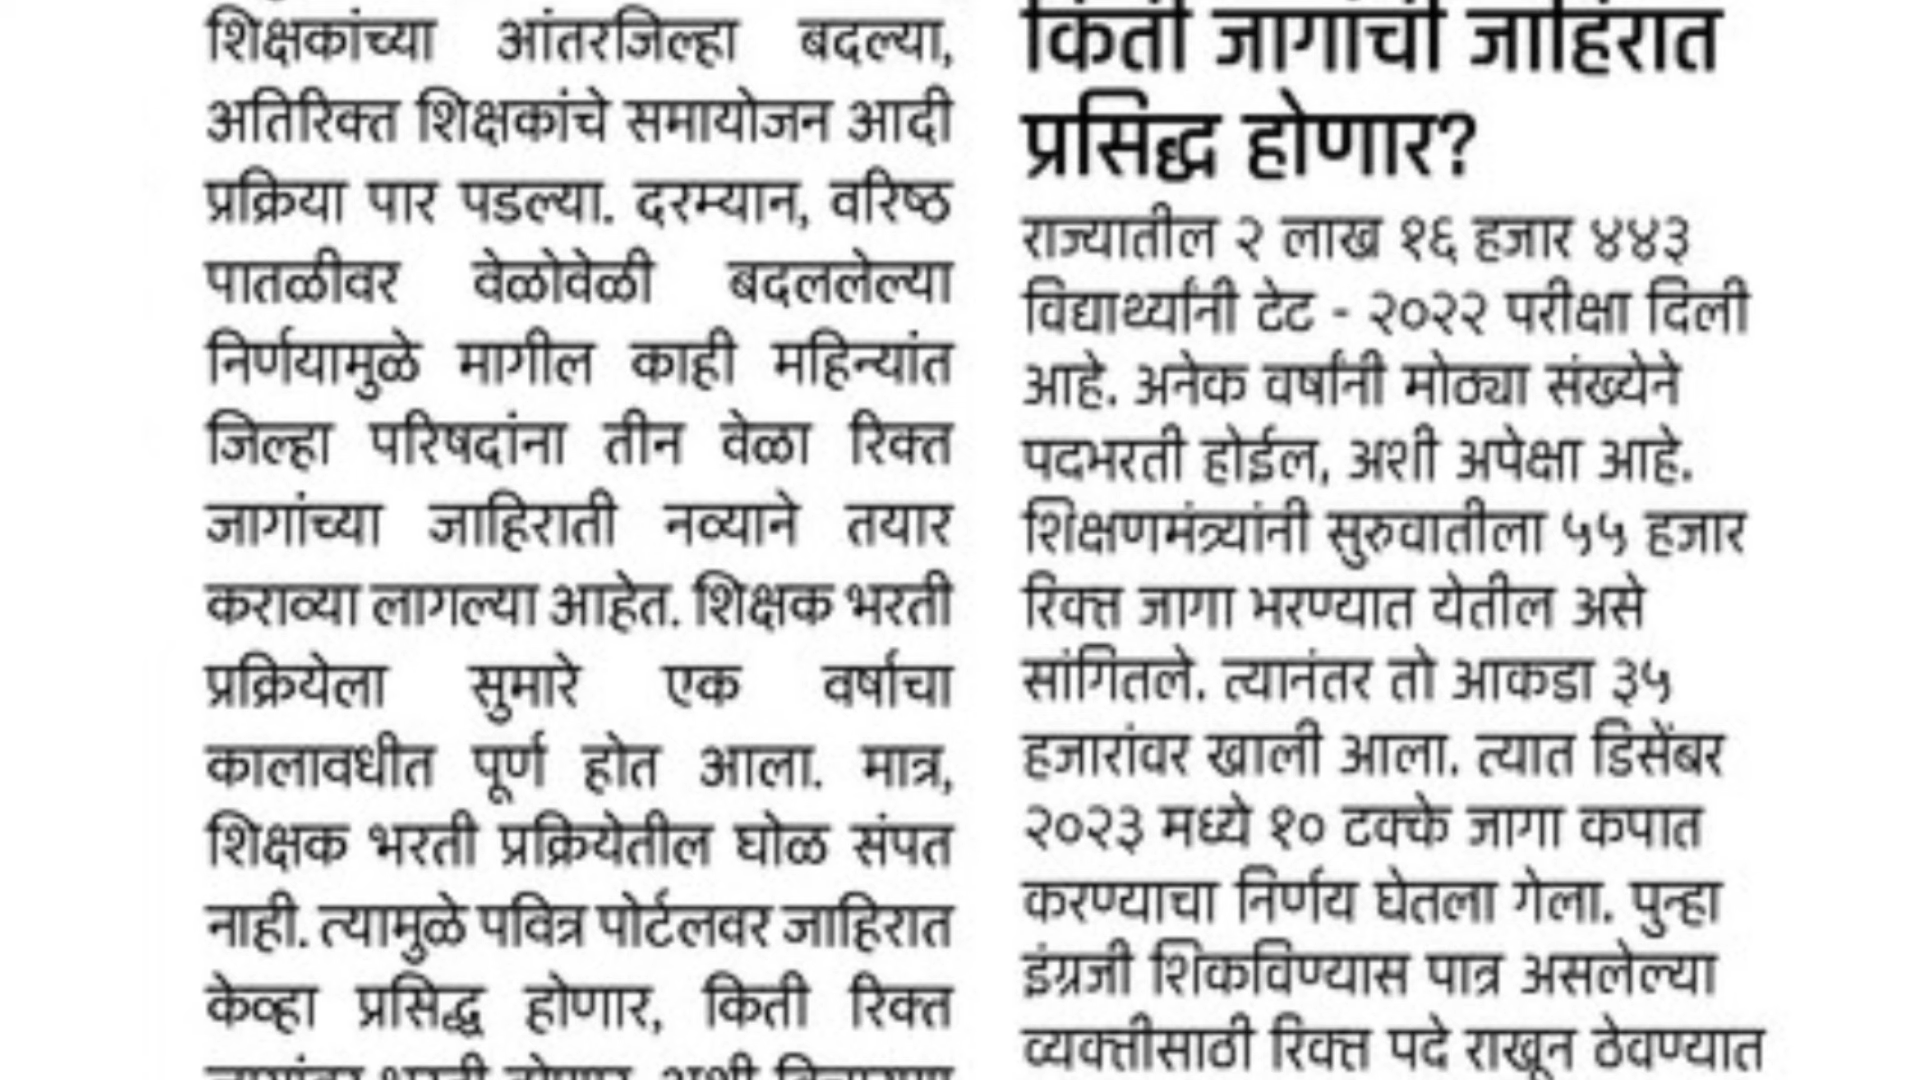 शिक्षकांच्या आंतरजिल्हा बदल्या,
अतिरिक्त शिक्षकांचे समायोजन आदी
प्रक्रिया पार पडल्या. दरम्यान, वरिष्ठ
पातळीवर वेळोवेळी बदललेल्या
निर्णयामुळे मागील काही महिन्यांत
जिल्हा परिषदांना तीन वेळा रिक्त
जागांच्या जाहिराती नव्याने तयार
कराव्या लागल्या आहेत. शिक्षक भरती
प्रक्रियेला सुमारे एक वर्षाचा
कालावधीत पूर्ण होत आला. मात्र,
शिक्षक भरती प्रक्रियेतील घोळ संपत
नाही. त्यामुळे पवित्र पोर्टलवर जाहिरात
केव्हा प्रसिद्ध होणार, किती रिक्त
किती जागांची जाहिरात
प्रसिद्ध होणार?
राज्यातील २ लाख १६ हजार ४४३
विद्यार्थ्यांनी टेट - २०२२ परीक्षा दिली
आहे. अनेक वर्षांनी मोठ्या संख्येने
पदभरती होईल, अशी अपेक्षा आहे.
शिक्षणमंत्र्यांनी सुरुवातीला ५५ हजार
रिक्त जागा भरण्यात येतील असे
सांगितले. त्यानंतर तो आकडा ३५
हजारांवर खाली आला. त्यात डिसेंबर
२०२३ मध्ये १० टक्के जागा कपात
करण्याचा निर्णय घेतला गेला. पुन्हा
इंग्रजी शिकविण्यास पात्र असलेल्या
व्यक्तीसाठी रिक्त पदे राखून ठेवण्यात